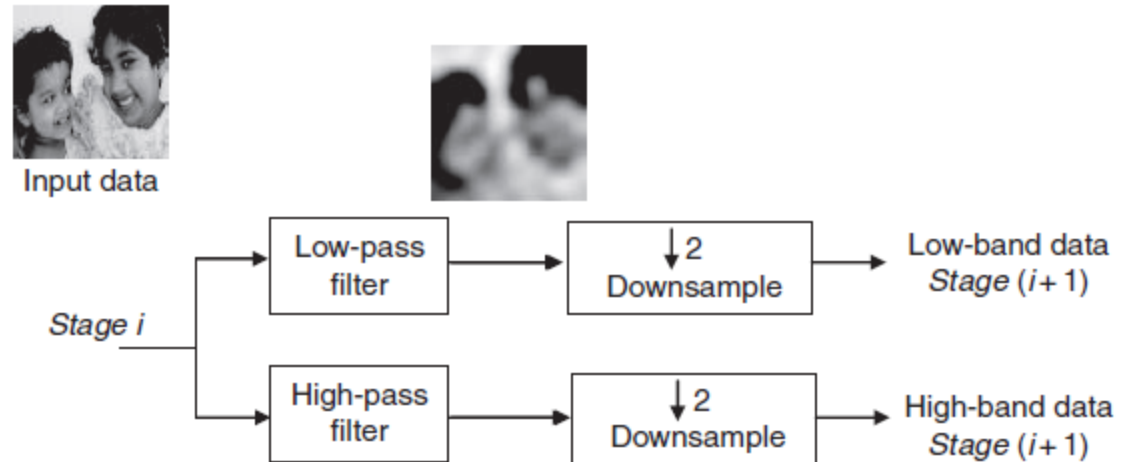 Input data
Low-pass
filter
↓2
Downsample
Low-band data
Stage (i+1)
Stage i
High-pass
filter
↓2
Downsample
High-band data
Stage (i+1)